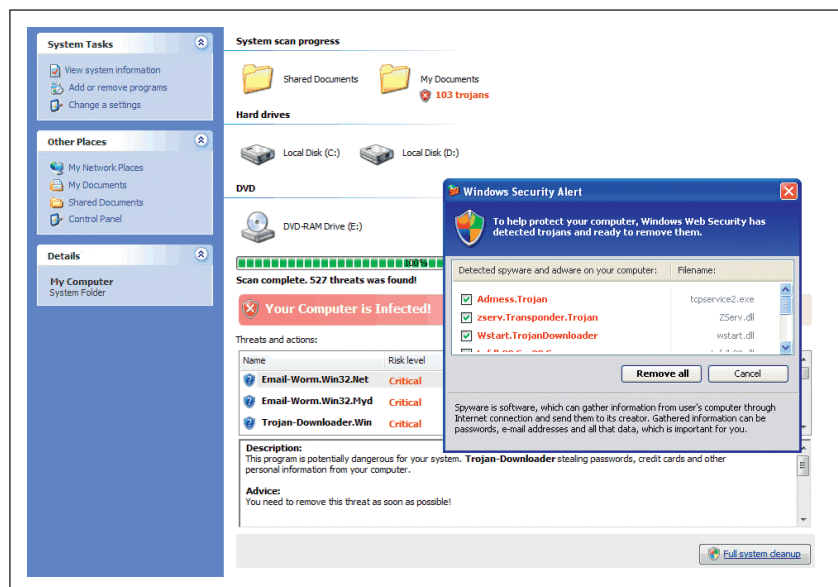 System Tasks
View system information
Add or remove programs
Change a settings
Other Places
My Network Places
My Documents
Shared Documents
Control Panel
Details
My Computer
System Folder
System scan progress
Shared Documents
My Documents
103 trojans
Hard drives
Local Disk (C:)
Local Disk (D:)
DVD
DVD-RAM Drive (E:)
100%
Scan complete. 527 threats was found!
Your Computer is Infected!
Threats and actions:
Name Risk level
Email-Worm.Win32.Net Critical
Email-Worm.Win32.Myd Critical
Trojan-Downloader.Win Critical
Description:
This program is potentially dangerous for your system. Trojan-Downloader stealing passwords, credit cards and other
personal information from your computer.
Advice:
You need to remove this threat as soon as possible!
Full system cleanup
Windows Security Alert
To help protect your computer, Windows Web Security has
detected trojans and ready to remove them.
Detected spyware and adware on your computer: Filename:
Admess.Trojan tcpservice2.exe
zserv.Transponder.Trojan ZServ.dll
Wstart.TrojanDownloader wstart.dll
Remove all Cancel
Spyware is software, which can gather information from user's computer through
Internet connection and send them to its creator. Gathered information can be
passwords, e-mail addresses and all that data, which is important for you.